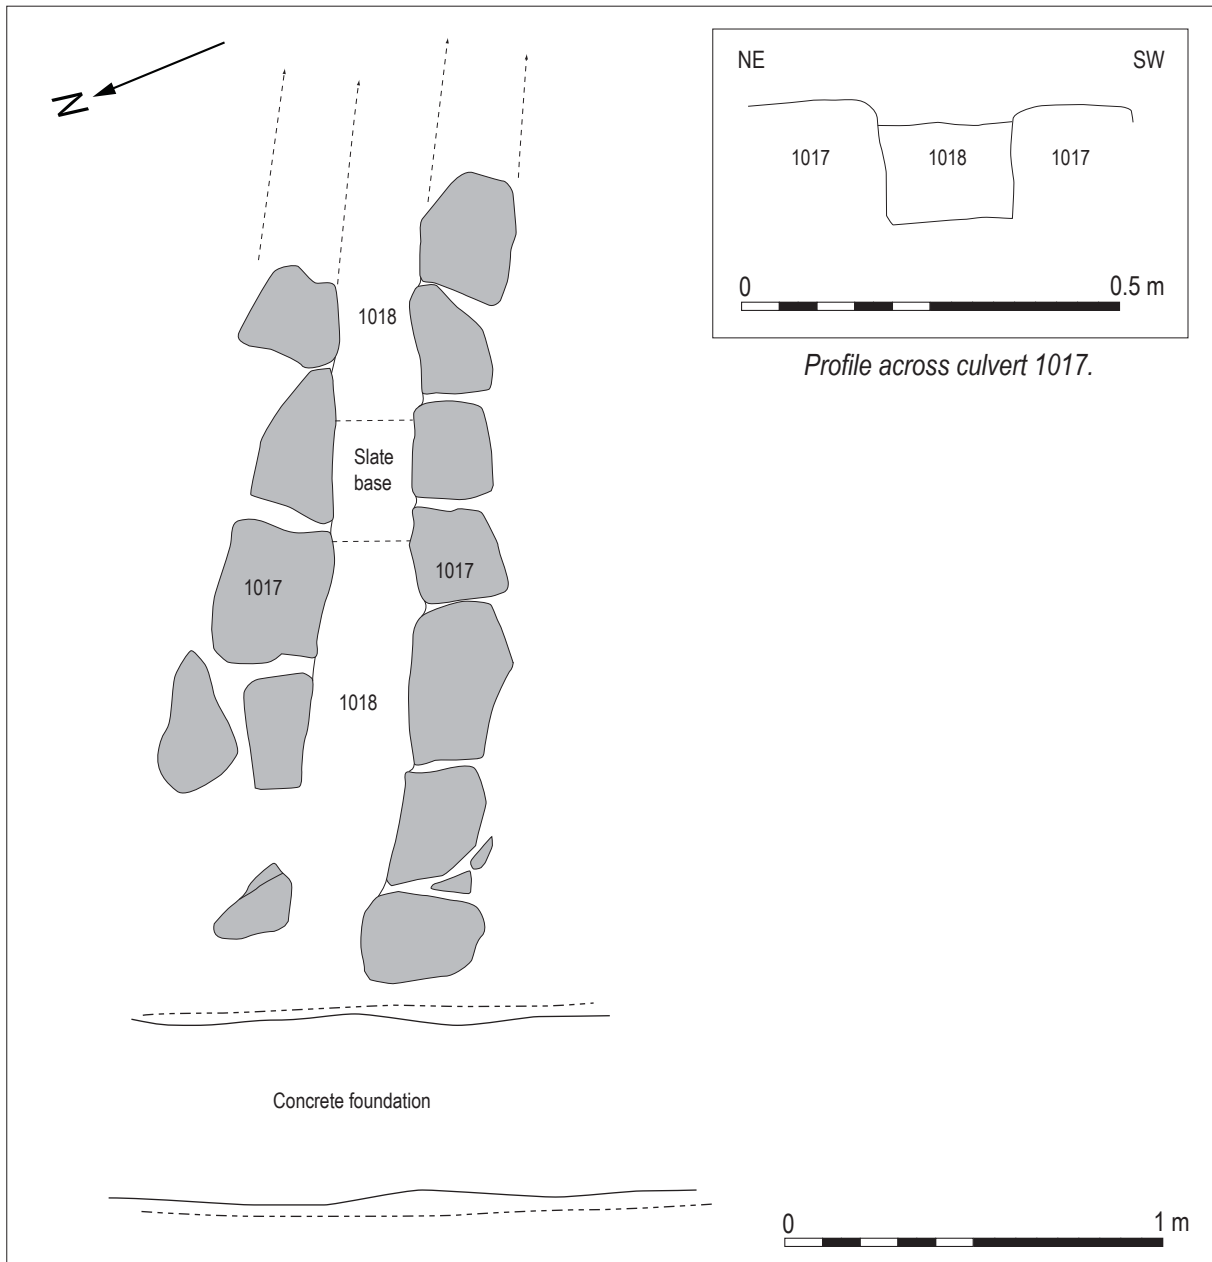 N
NE SW
1017 1018 1017
0 0.5 m
Profile across culvert 1017.
1018
Slate
base
1017 1017
1018
Concrete foundation
0 1 m